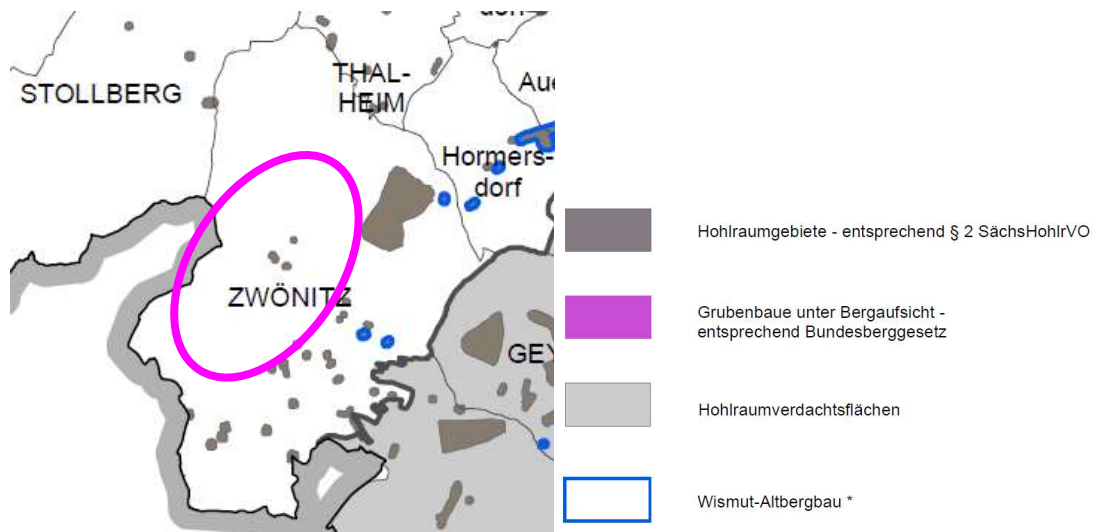 dorf
STOLLBERG
THAL-
HEIM
Aue
Hormers-
dorf
ZWÖNITZ
GEY
Hohlraumgebiete - entsprechend § 2 SächsHohlrVO
Grubenbaue unter Bergaufsicht -
entsprechend Bundesberggesetz
Hohlraumverdachtsflächen
Wismut-Altbergbau *